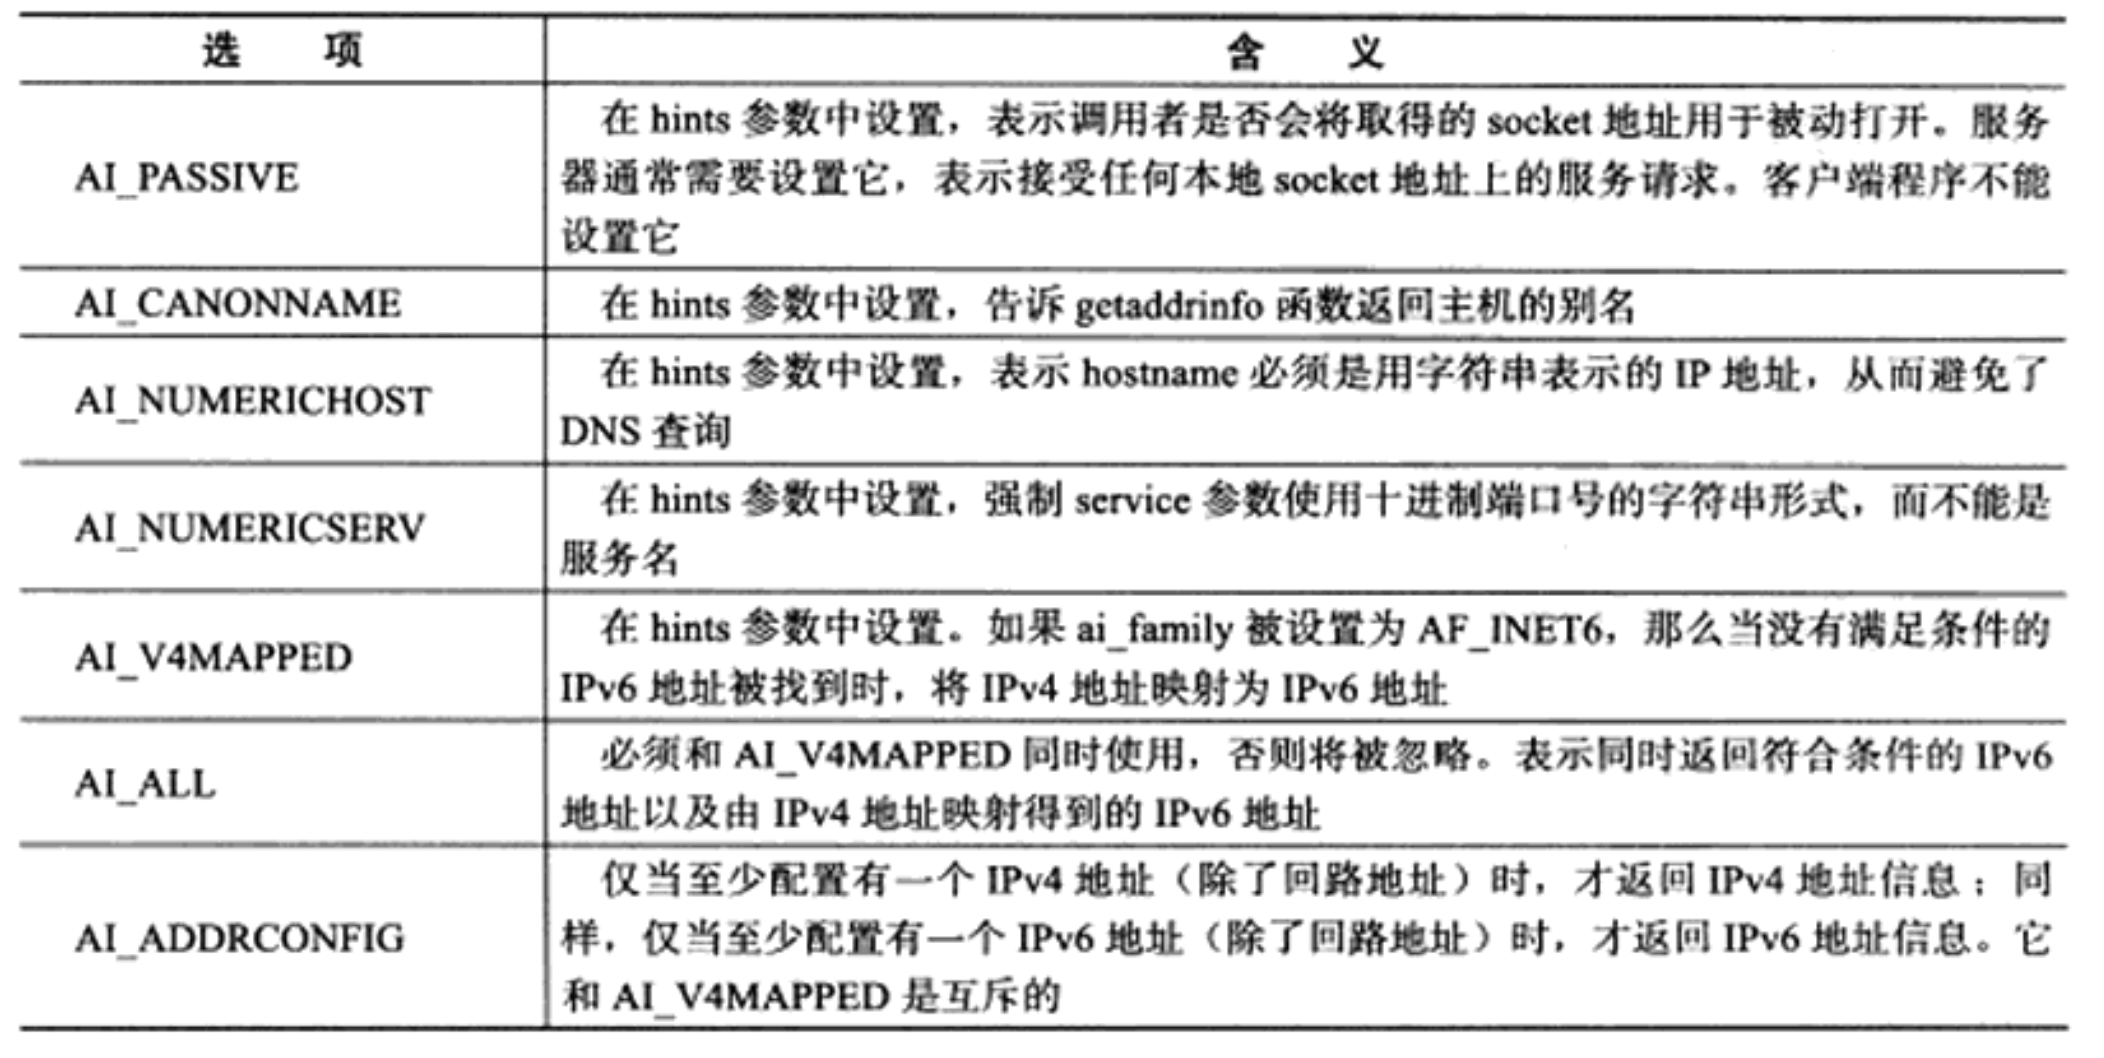 选 项 含 义
AI_PASSIVE
在 hints 参数中设置，表示调用者是否会将取得的 socket 地址用于被动打开。服务
器通常需要设置它，表示接受任何本地 socket 地址上的服务请求。客户端程序不能
设置它
AI_CANONNAME
在 hints 参数中设置，告诉 getaddrinfo 函数返回主机的别名
AI_NUMERICHOST
在 hints 参数中设置，表示 hostname 必须是用字符串表示的 IP 地址，从而避免了
DNS 查询
AI_NUMERICSERV
在 hints 参数中设置，强制 service 参数使用十进制端口号的字符串形式，而不能是
服务名
AI_V4MAPPED
在 hints 参数中设置。如果 ai_family 被设置为 AF_INET6，那么当没有满足条件的
IPv6 地址被找到时，将 IPv4 地址映射为 IPv6 地址
AI_ALL
必须和 AI_V4MAPPED 同时使用，否则将被忽略。表示同时返回符合条件的 IPv6
地址以及由 IPv4 地址映射得到的 IPv6 地址
AI_ADDRCONFIG
仅当至少配置有一个 IPv4 地址（除了回路地址）时，才返回 IPv4 地址信息；同
样，仅当至少配置有一个 IPv6 地址（除了回路地址）时，才返回 IPv6 地址信息。它
和 AI_V4MAPPED 是互斥的